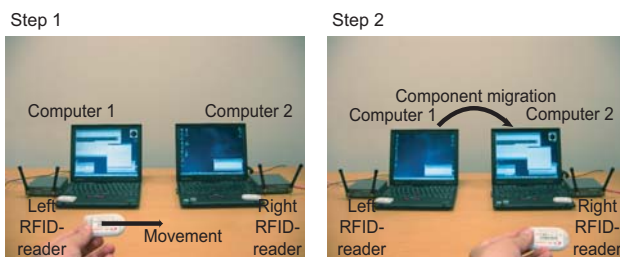 Step 1
Step 2
Computer 1
Computer 2
Left
RFID-
reader
Movement
Right
RFID-
reader
Component migration
Computer 1
Computer 2
Left
RFID-
reader
Right
RFID-
reader